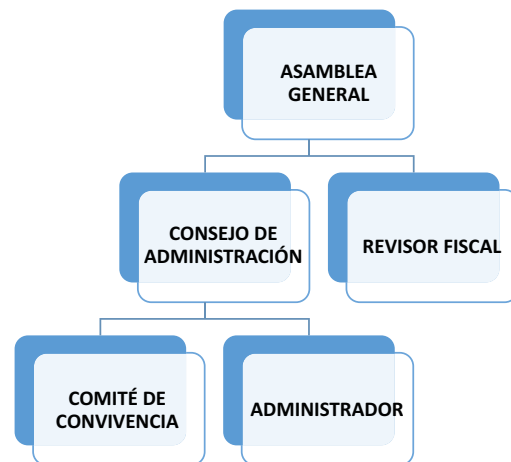 ASAMBLEA
GENERAL
CONSEJO DE
ADMINISTRACIÓN
REVISOR FISCAL
COMITÉ DE
CONVIVENCIA
ADMINISTRADOR